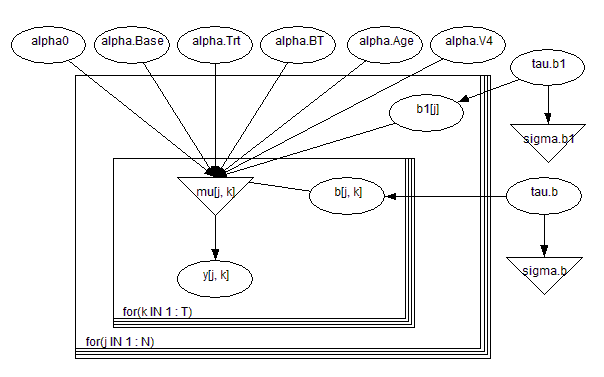 alpha0
alpha.Base
alpha.Trt
alpha.BT
alpha.Age
alpha.V4
tau.b1
b1[j]
sigma.b1
mu[j, k]
b[j, k]
tau.b
y[j, k]
sigma.b
for(k IN 1 : T)
for(j IN 1 : N)